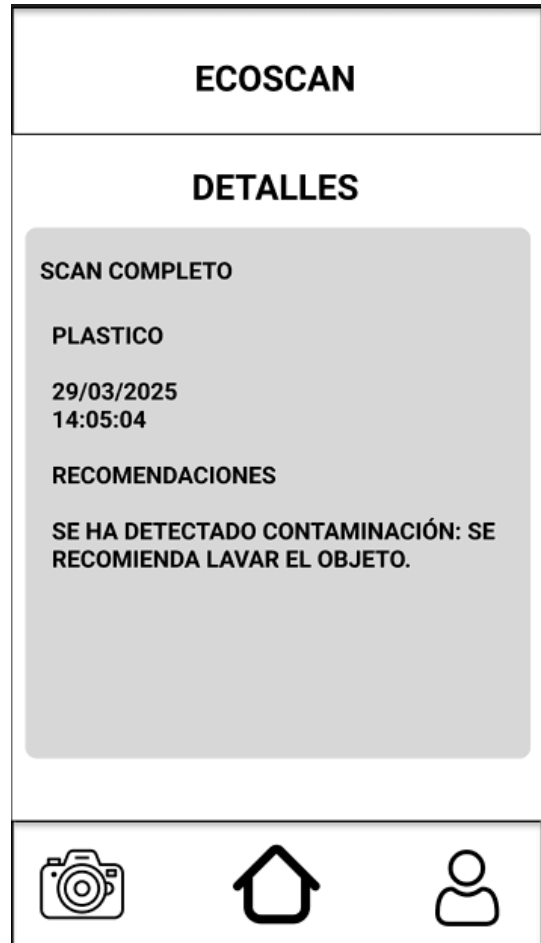 ECOSCAN
DETALLES
SCAN COMPLETO
PLASTICO
29/03/2025
14:05:04
RECOMENDACIONES
SE HA DETECTADO CONTAMINACIÓN: SE
RECOMIENDA LAVAR EL OBJETO.